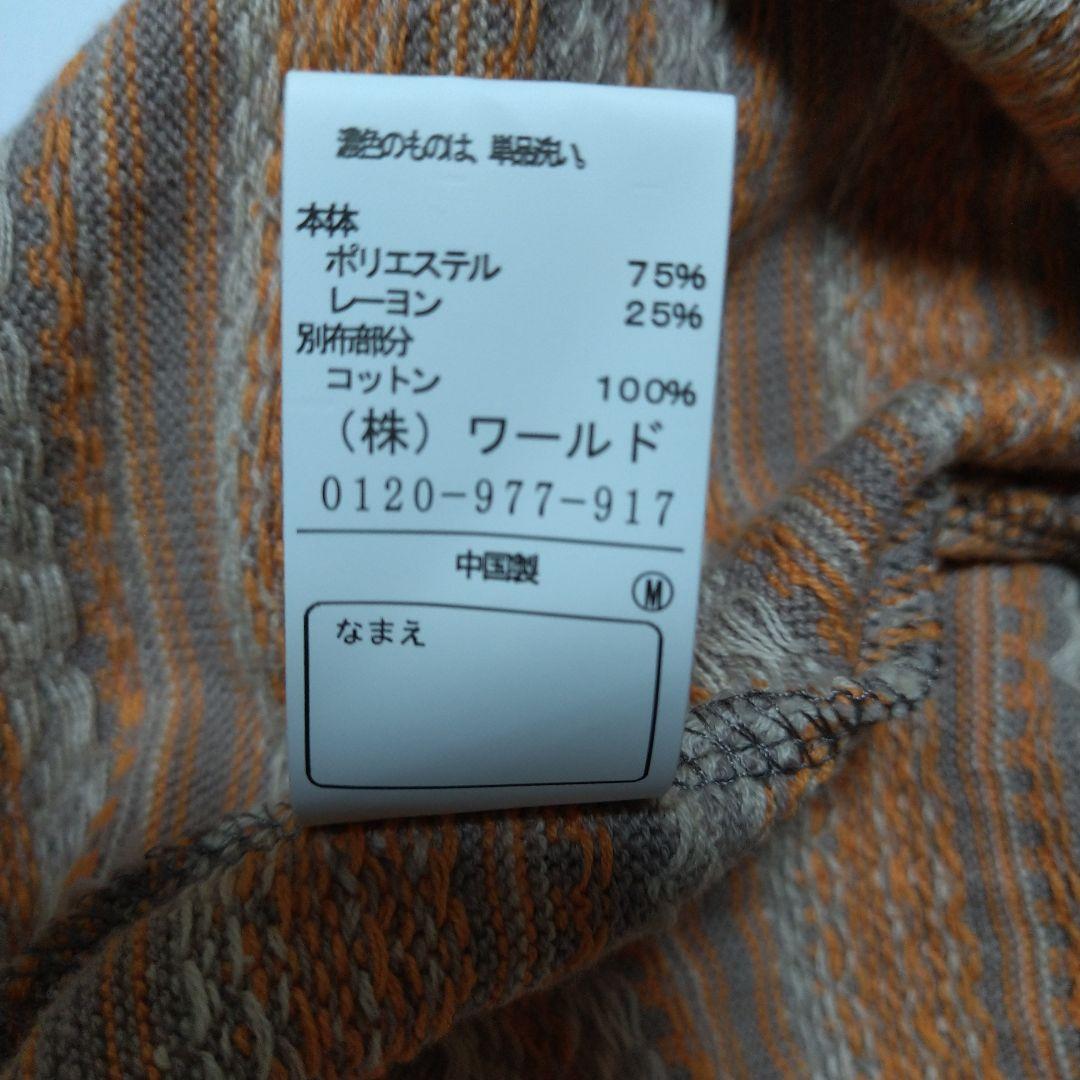 濃色のものは、単品洗い。
本体
ポリエステル 75%
レーヨン 25%
別布部分
コットン 100%
（株）ワールド
0120-977-917
中国製
M
なまえ